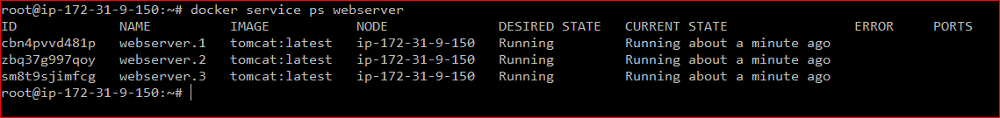 root@ip-172-31-9-150:~# docker service ps webserver
ID NAME IMAGE NODE DESIRED STATE CURRENT STATE ERROR PORTS
cbn4pvvd481p webserver.1 tomcat:latest ip-172-31-9-150 Running Running about a minute ago
zbq37g997qoy webserver.2 tomcat:latest ip-172-31-9-150 Running Running about a minute ago
sm8t9sjimfcg webserver.3 tomcat:latest ip-172-31-9-150 Running Running about a minute ago
root@ip-172-31-9-150:~#